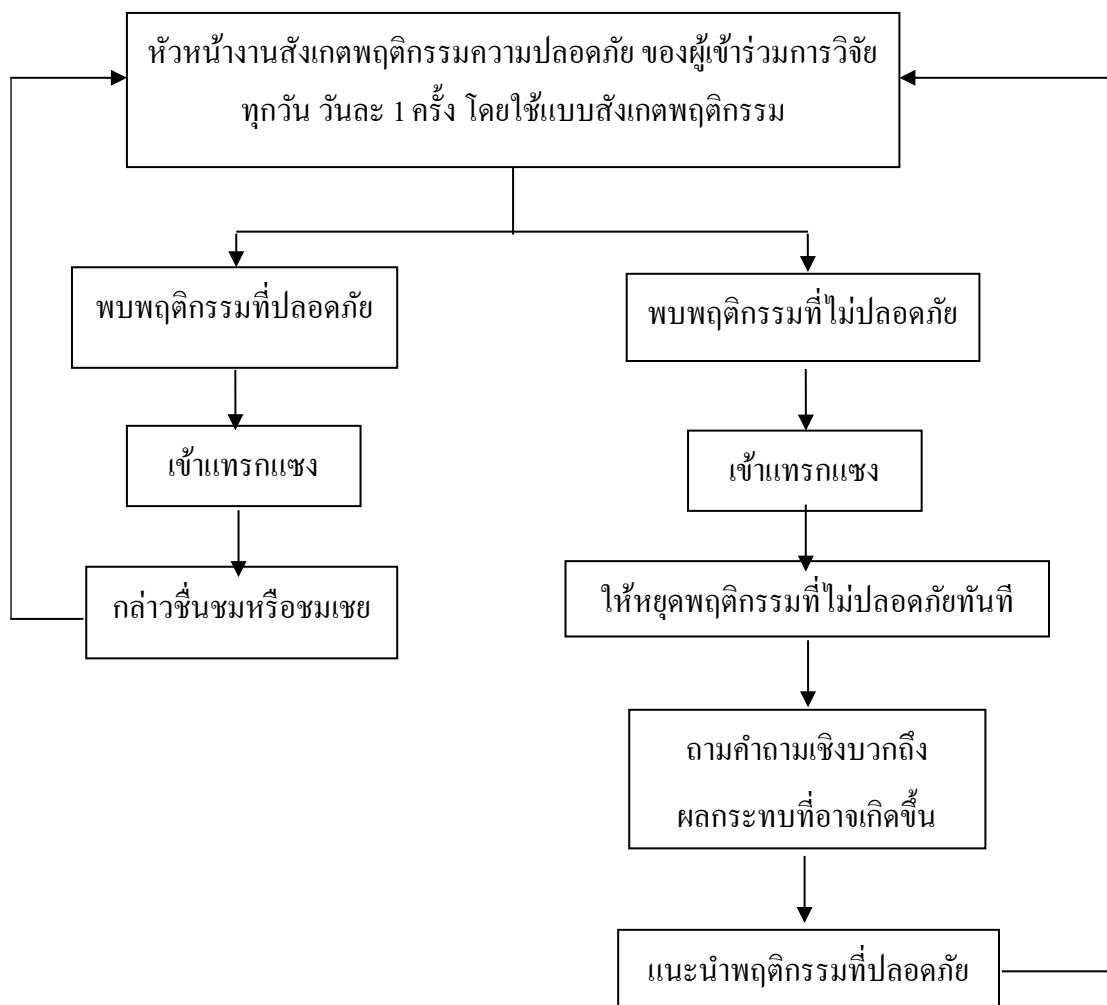 หัวหน้างานสังเกตพฤติกรรมความปลอดภัย ของผู้เข้าร่วมการวิจัย
ทุกวัน วันละ 1 ครั้ง โดยใช้แบบสังเกตพฤติกรรม
พบพฤติกรรมที่ปลอดภัย
พบพฤติกรรมที่ไม่ปลอดภัย
เข้าแทรกแซง
เข้าแทรกแซง
กล่าวชื่นชมหรือชมเชย
ให้หยุดพฤติกรรมที่ไม่ปลอดภัยทันที
ถามคำถามเชิงบวกถึง
ผลกระทบที่อาจเกิดขึ้น
แนะนำพฤติกรรมที่ปลอดภัย